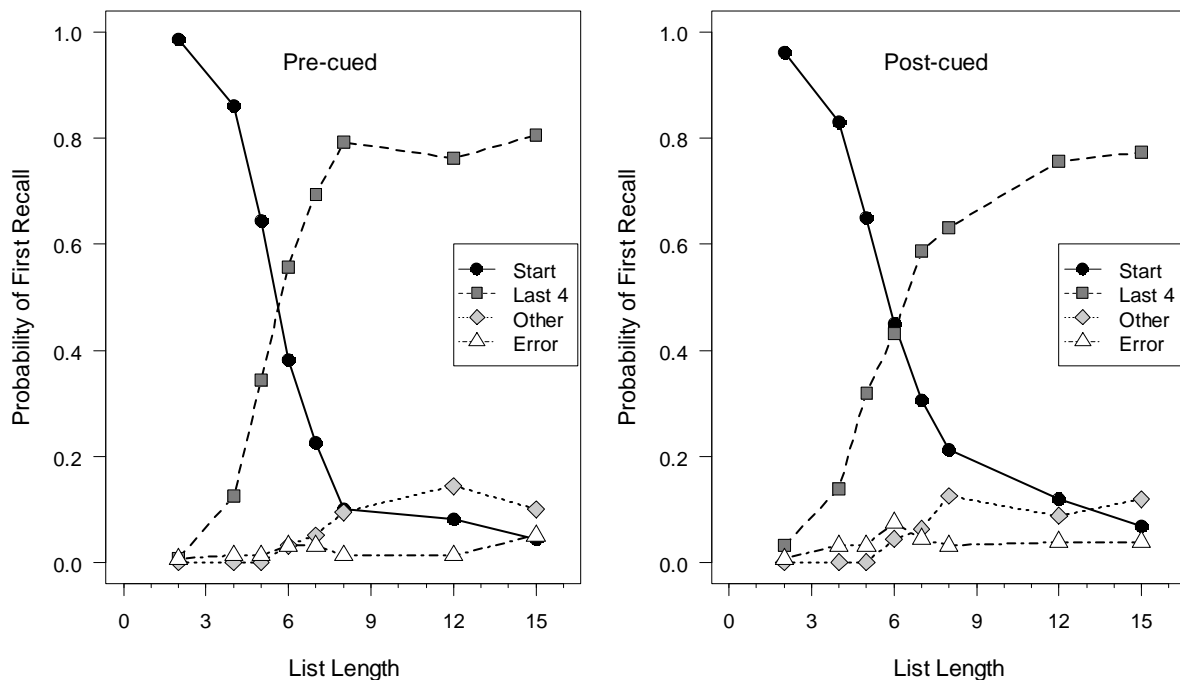 Pre-cued
Probability of First Recall
1.0
0.8
0.6
0.4
0.2
0.0
Start
Last 4
Other
Error
0 3 6 9 12 15
List Length
Post-cued
Probability of First Recall
1.0
0.8
0.6
0.4
0.2
0.0
Start
Last 4
Other
Error
0 3 6 9 12 15
List Length